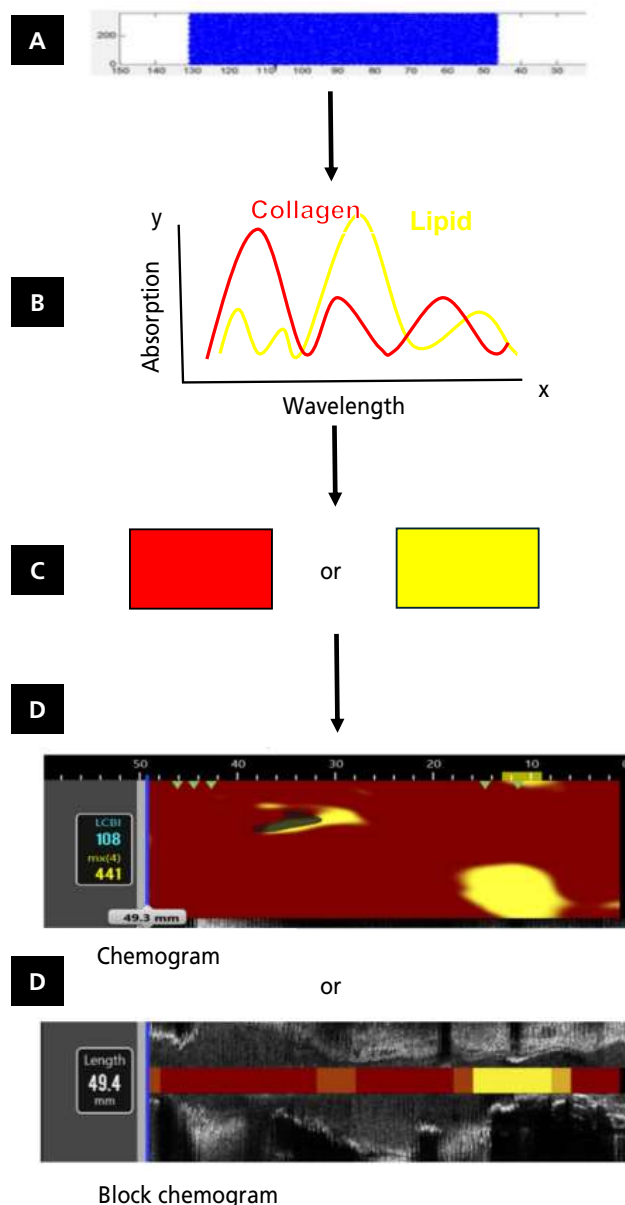 A
200
0
150 140 130 120 110 100 90 80 70 60 50 40 30
B
y
Collagen
Lipid
Absorption
Wavelength
x
C
or
D
50 40 30 20 10 0
LCBI
108
mx(4)
441
49.3 mm
Chemogram
D
or
Length
49.4
mm
Block chemogram